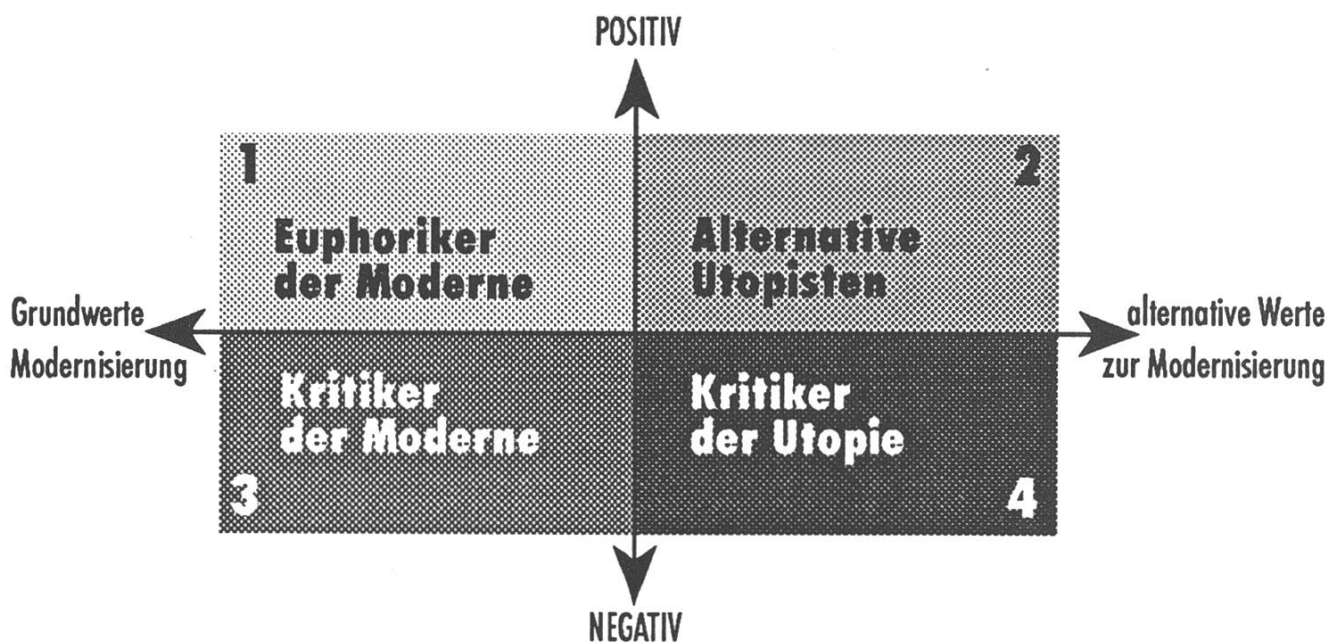 POSITIV
1
2
Euphoriker
der Moderne
Alternative
Utopisten
Grundwerte
Modernisierung
alternative Werte
zur Modernisierung
Kritiker
der Moderne
Kritiker
der Utopie
3
4
NEGATIV